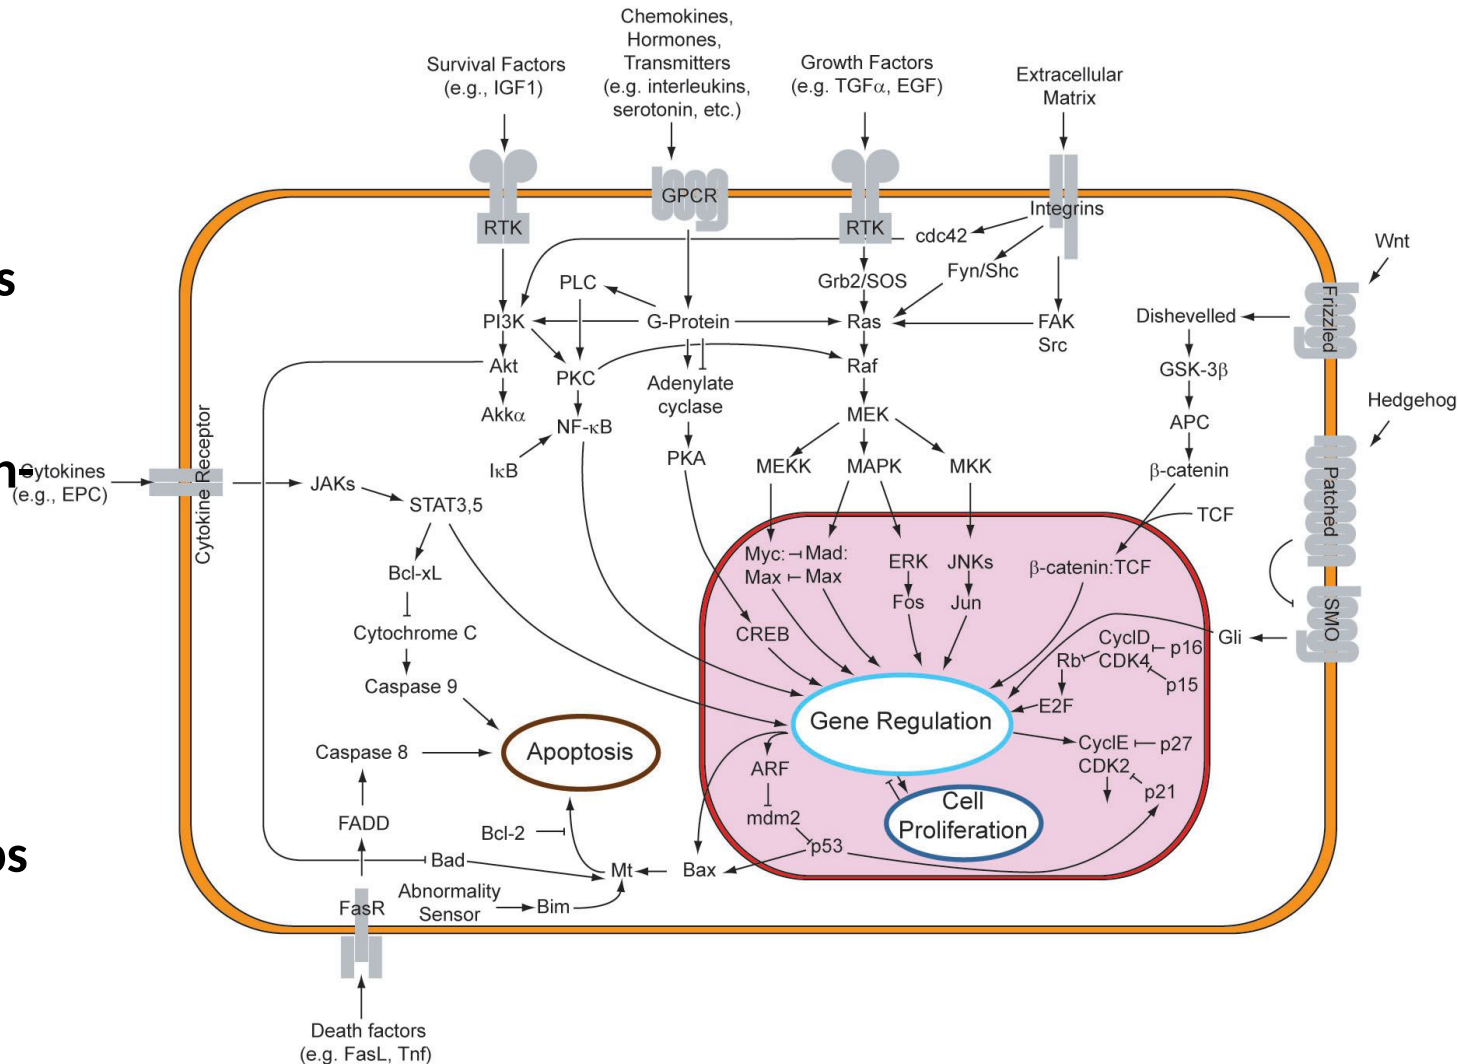 Chemokines,
Hormones,
Transmitters
(e.g. interleukins,
serotonin, etc.)
Survival Factors
(e.g., IGF1)
Growth Factors
(e.g. TGFα, EGF)
Extracellular
Matrix
RTK
GPCR
RTK
Integrins
cdc42
Wnt
Fyn/Shc
s
PLC
Grb2/SOS
Frizzled
PI3K
G-Protein
Ras
FAK
Src
Dishevelled
Akt
PKC
Adenylate
cyclase
Raf
GSK-3β
Hedgehog
Akkα
NF-κB
MEK
APC
IκB
PKA
MEKK
MAPK
MKK
β-catenin
Patched
n-
Cytokines
(e.g., EPC)
Cytokine Receptor
JAKs
STAT3,5
TCF
Myc:
Mad:
Max
Max
ERK
JNKs
β-catenin:TCF
Bcl-xL
Fos
Jun
SMO
Cytochrome C
CREB
CyclD
CDK4
p16
Gli
Rb
p15
Caspase 9
E2F
Gene Regulation
Caspase 8
Apoptosis
CyclE
CDK2
p27
ARF
p21
FADD
Bcl-2
mdm2
Cell
Proliferation
ps
Bad
p53
Mt
Bax
Abnormality
Sensor
Bim
FasR
Death factors
(e.g. FasL, Tnf)